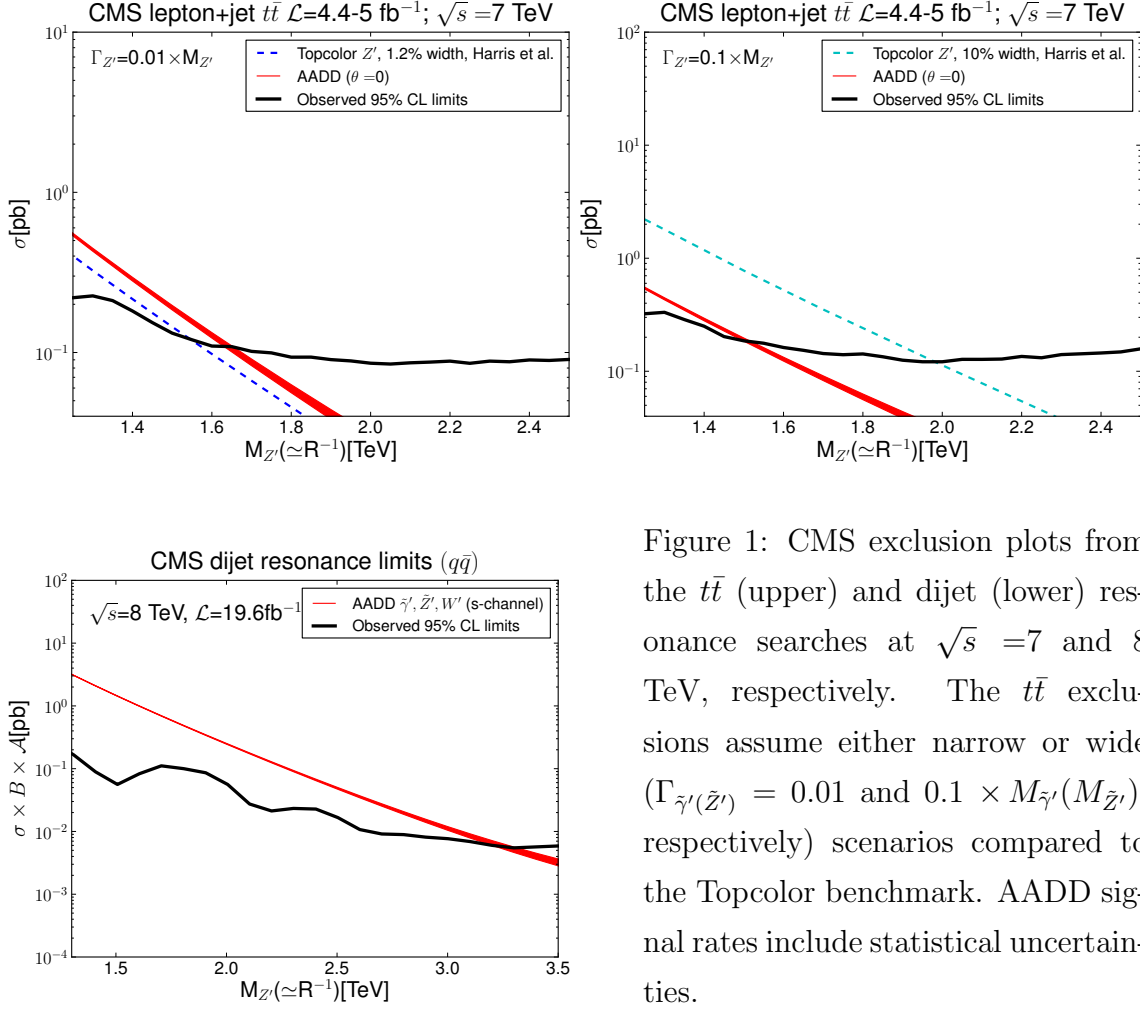 CMS lepton+jet tt̄ ℒ=4.4-5 fb⁻¹; √s =7 TeV
Γ_Z′=0.01×M_Z′
Topcolor Z′, 1.2% width, Harris et al.
AADD (θ =0)
Observed 95% CL limits
10¹
10⁰
10⁻¹
σ[pb]
1.4 1.6 1.8 2.0 2.2 2.4
M_Z′(≃R⁻¹)[TeV]
CMS lepton+jet tt̄ ℒ=4.4-5 fb⁻¹; √s =7 TeV
Γ_Z′=0.1×M_Z′
Topcolor Z′, 10% width, Harris et al.
AADD (θ =0)
Observed 95% CL limits
10²
10¹
10⁰
10⁻¹
σ[pb]
1.4 1.6 1.8 2.0 2.2 2.4
M_Z′(≃R⁻¹)[TeV]
CMS dijet resonance limits (qq̄)
√s=8 TeV, ℒ=19.6fb⁻¹
AADD γ̃′, Z̃′, W′ (s-channel)
Observed 95% CL limits
10²
10¹
10⁰
10⁻¹
10⁻²
10⁻³
10⁻⁴
σ × B × 𝒜[pb]
1.5 2.0 2.5 3.0 3.5
M_Z′(≃R⁻¹)[TeV]
Figure 1: CMS exclusion plots from
the tt̄ (upper) and dijet (lower) res-
onance searches at √s =7 and 8
TeV, respectively. The tt̄ exclu-
sions assume either narrow or wide
(Γ_γ̃′(Z̃′) = 0.01 and 0.1 × M_γ̃′(M_Z̃′)
respectively) scenarios compared to
the Topcolor benchmark. AADD sig-
nal rates include statistical uncertain-
ties.